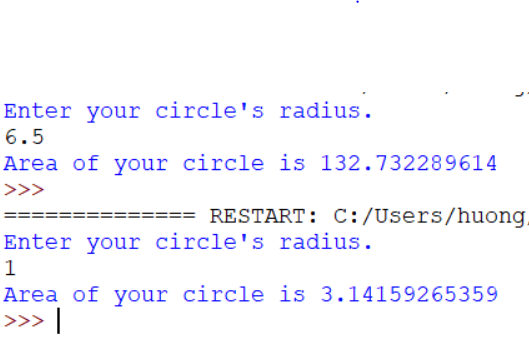 Enter your circle's radius.
6.5
Area of your circle is 132.732289614
>>>
============== RESTART: C:/Users/huong/
Enter your circle's radius.
1
Area of your circle is 3.14159265359
>>>